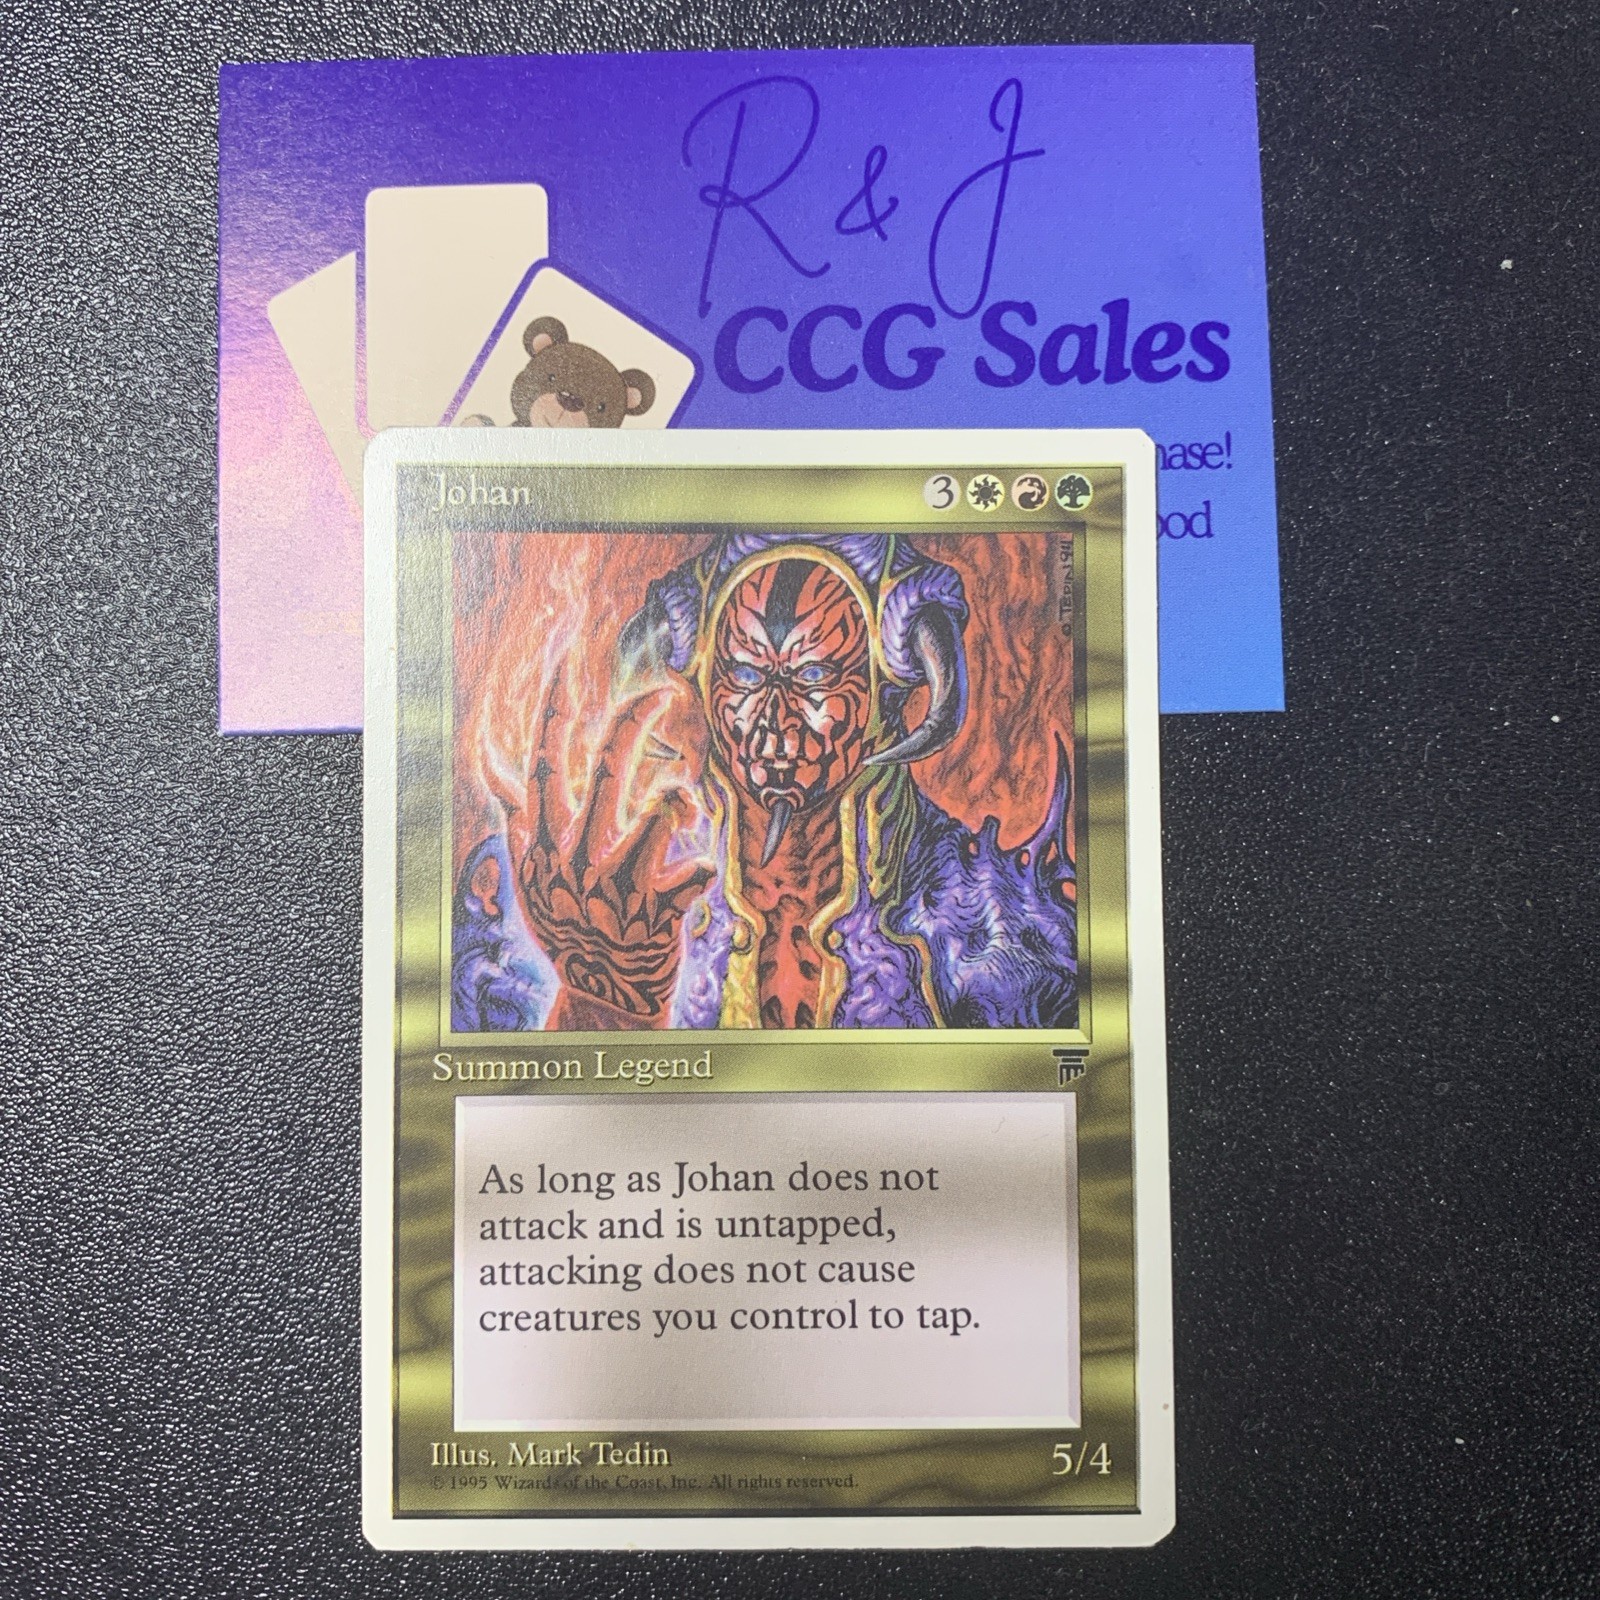 R & J
CCG Sales
Johan
3
© TEDIN 94
Summon Legend
As long as Johan does not
attack and is untapped,
attacking does not cause
creatures you control to tap.
Illus. Mark Tedin
5/4
© 1995 Wizards of the Coast, Inc. All rights reserved.